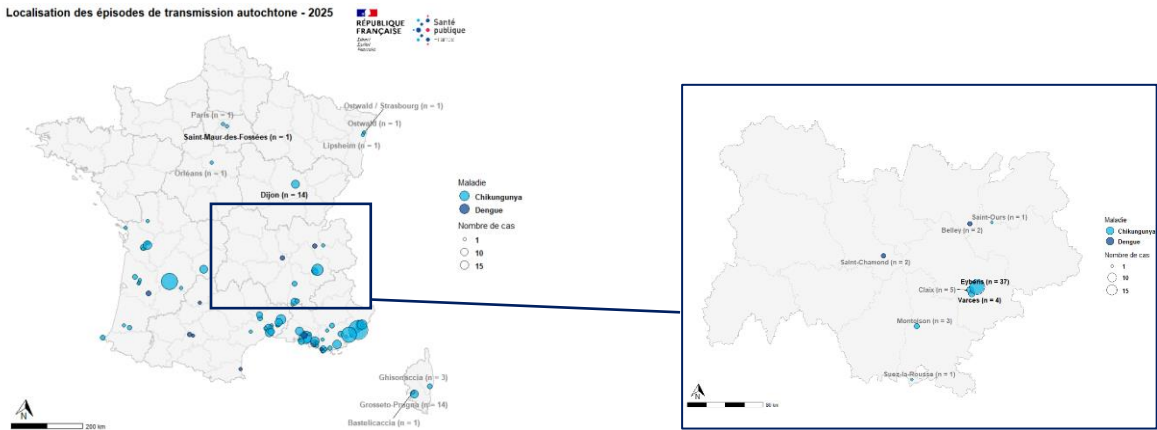 Localisation des épisodes de transmission autochtone - 2025
RÉPUBLIQUE
FRANÇAISE
Santé
publique
Ostwald / Strasbourg (n = 1)
Paris (n = 1)
Ostwald (n = 1)
Saint-Maur-des-Fossées (n = 1)
Lipsheim (n = 1)
Orléans (n = 1)
Dijon (n = 14)
Maladie
Chikungunya
Dengue
Nombre de cas
1
10
15
Ghisonaccia (n = 3)
Grosseto-Prugna (n = 14)
Bastelicaccia (n = 1)
N
200 km
Saint-Ours (n = 1)
Belley (n = 2)
Saint-Chamond (n = 2)
Eybens (n = 37)
Claix (n = 5)
Varces (n = 4)
Montoison (n = 3)
Suze-la-Rousse (n = 1)
Maladie
Chikungunya
Dengue
Nombre de cas
1
10
15
N